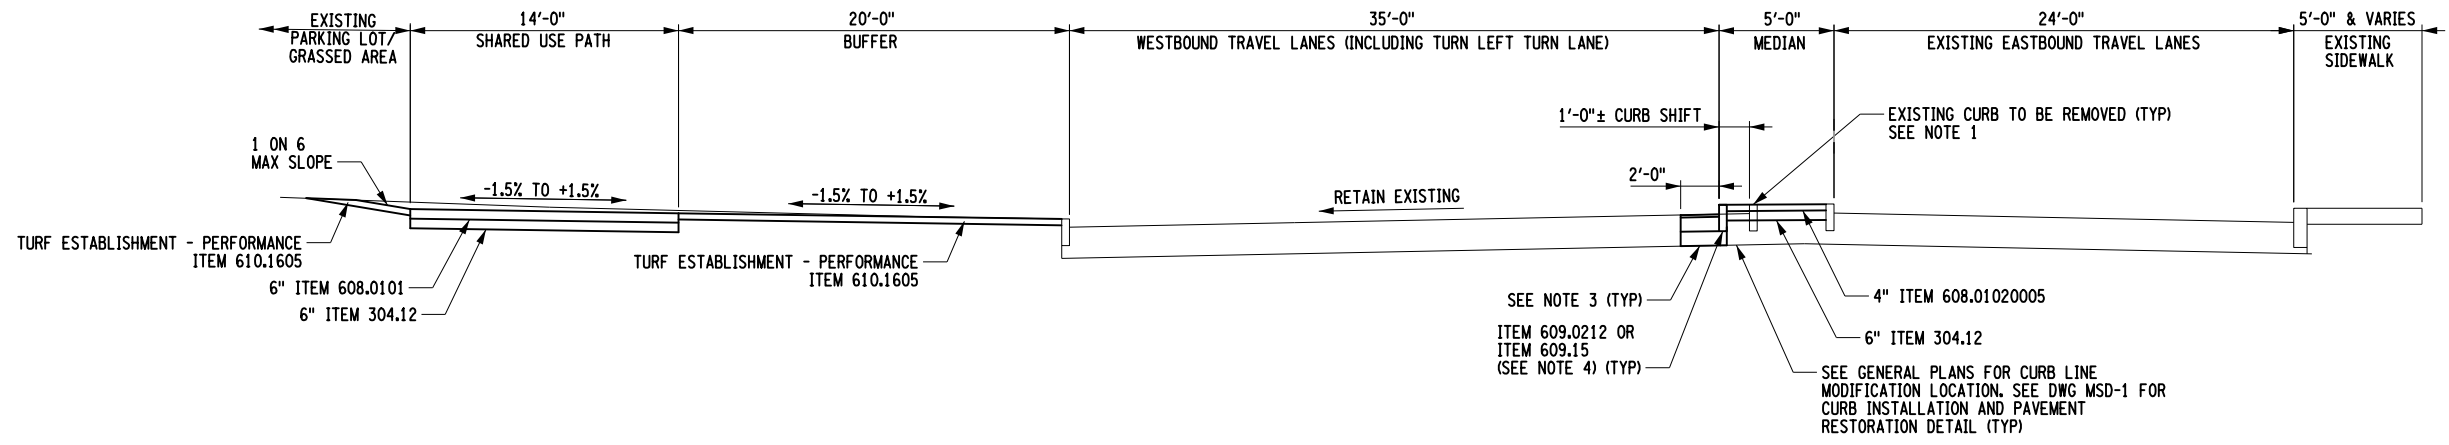 EXISTING
PARKING LOT/
GRASSED AREA
14'-0"
SHARED USE PATH
20'-0"
BUFFER
35'-0"
WESTBOUND TRAVEL LANES (INCLUDING TURN LEFT TURN LANE)
5'-0"
MEDIAN
24'-0"
EXISTING EASTBOUND TRAVEL LANES
5'-0" & VARIES
EXISTING
SIDEWALK
1'-0"± CURB SHIFT
EXISTING CURB TO BE REMOVED (TYP)
SEE NOTE 1
1 ON 6
MAX SLOPE
-1.5% TO +1.5%
-1.5% TO +1.5%
RETAIN EXISTING
2'-0"
TURF ESTABLISHMENT - PERFORMANCE
ITEM 610.1605
6" ITEM 608.0101
6" ITEM 304.12
TURF ESTABLISHMENT - PERFORMANCE
ITEM 610.1605
SEE NOTE 3 (TYP)
ITEM 609.0212 OR
ITEM 609.15
(SEE NOTE 4) (TYP)
4" ITEM 608.01020005
6" ITEM 304.12
SEE GENERAL PLANS FOR CURB LINE
MODIFICATION LOCATION. SEE DWG MSD-1 FOR
CURB INSTALLATION AND PAVEMENT
RESTORATION DETAIL (TYP)